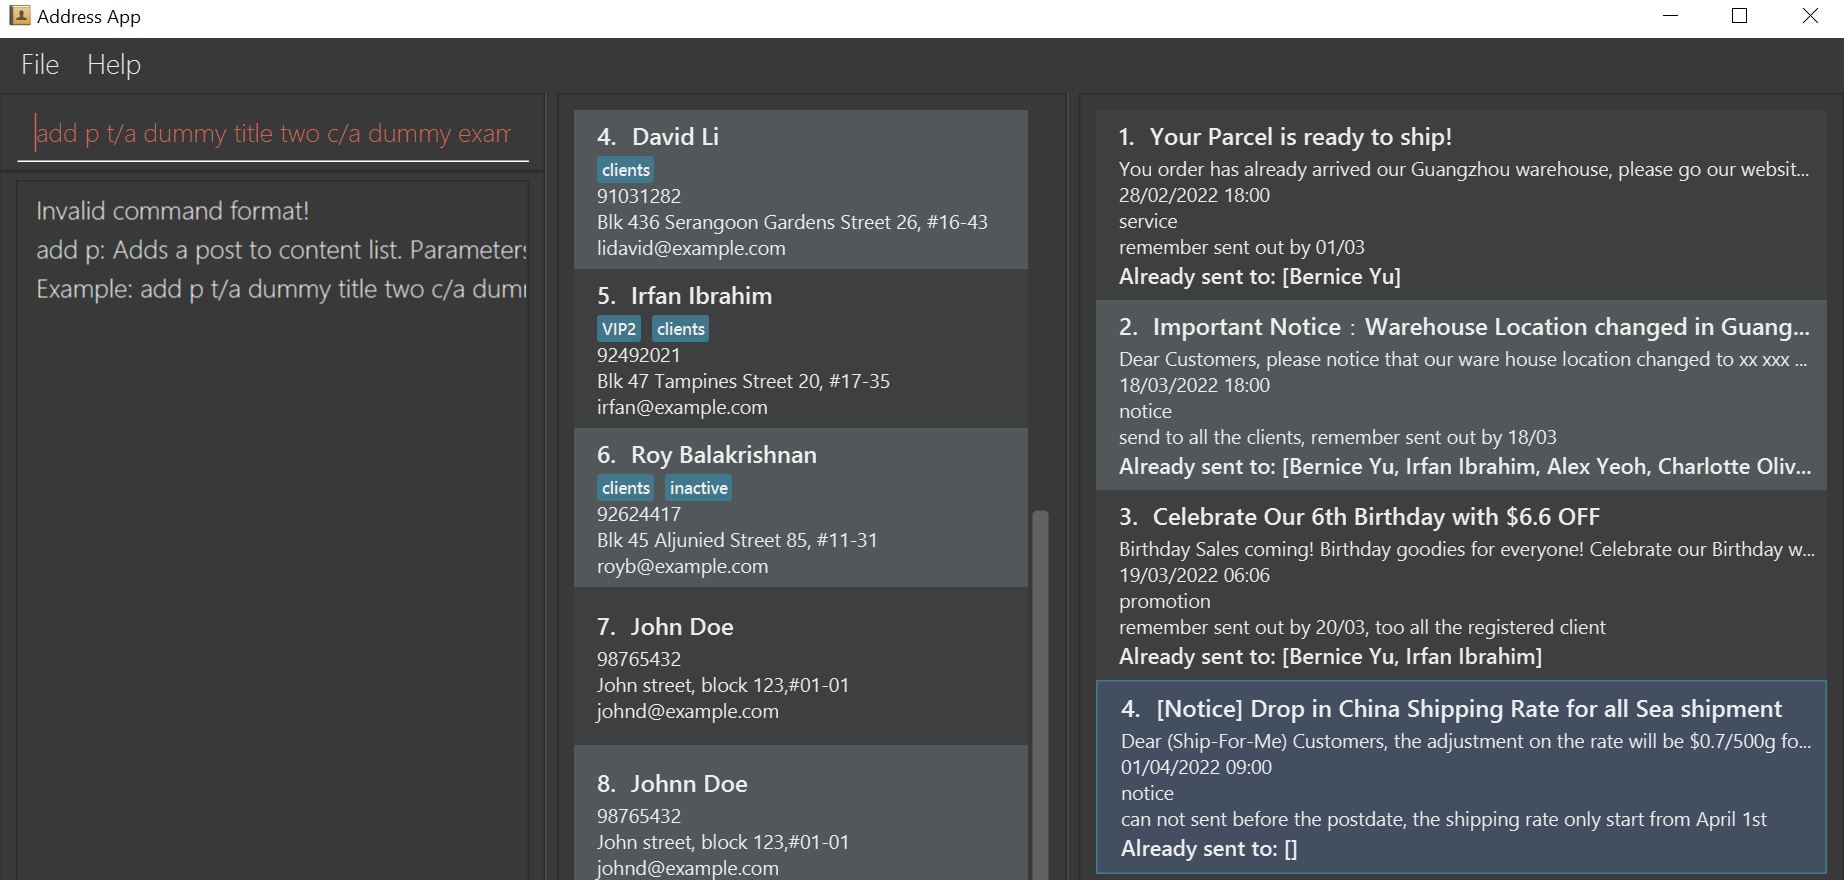 Address App
File Help
add p t/a dummy title two c/a dummy exam
Invalid command format!
add p: Adds a post to content list. Parameters
Example: add p t/a dummy title two c/a dum
4. David Li
clients
91031282
Blk 436 Serangoon Gardens Street 26, #16-43
lidavid@example.com
5. Irfan Ibrahim
VIP2 clients
92492021
Blk 47 Tampines Street 20, #17-35
irfan@example.com
6. Roy Balakrishnan
clients inactive
92624417
Blk 45 Aljunied Street 85, #11-31
royb@example.com
7. John Doe
98765432
John street, block 123,#01-01
johnd@example.com
8. Johnn Doe
98765432
John street, block 123,#01-01
johnd@example.com
1. Your Parcel is ready to ship!
You order has already arrived our Guangzhou warehouse, please go our websit...
28/02/2022 18:00
service
remember sent out by 01/03
Already sent to: [Bernice Yu]
2. Important Notice：Warehouse Location changed in Guang...
Dear Customers, please notice that our ware house location changed to xx xxx ...
18/03/2022 18:00
notice
send to all the clients, remember sent out by 18/03
Already sent to: [Bernice Yu, Irfan Ibrahim, Alex Yeoh, Charlotte Oliv...
3. Celebrate Our 6th Birthday with $6.6 OFF
Birthday Sales coming! Birthday goodies for everyone! Celebrate our Birthday w...
19/03/2022 06:06
promotion
remember sent out by 20/03, too all the registered client
Already sent to: [Bernice Yu, Irfan Ibrahim]
4. [Notice] Drop in China Shipping Rate for all Sea shipment
Dear (Ship-For-Me) Customers, the adjustment on the rate will be $0.7/500g fo...
01/04/2022 09:00
notice
can not sent before the postdate, the shipping rate only start from April 1st
Already sent to: []